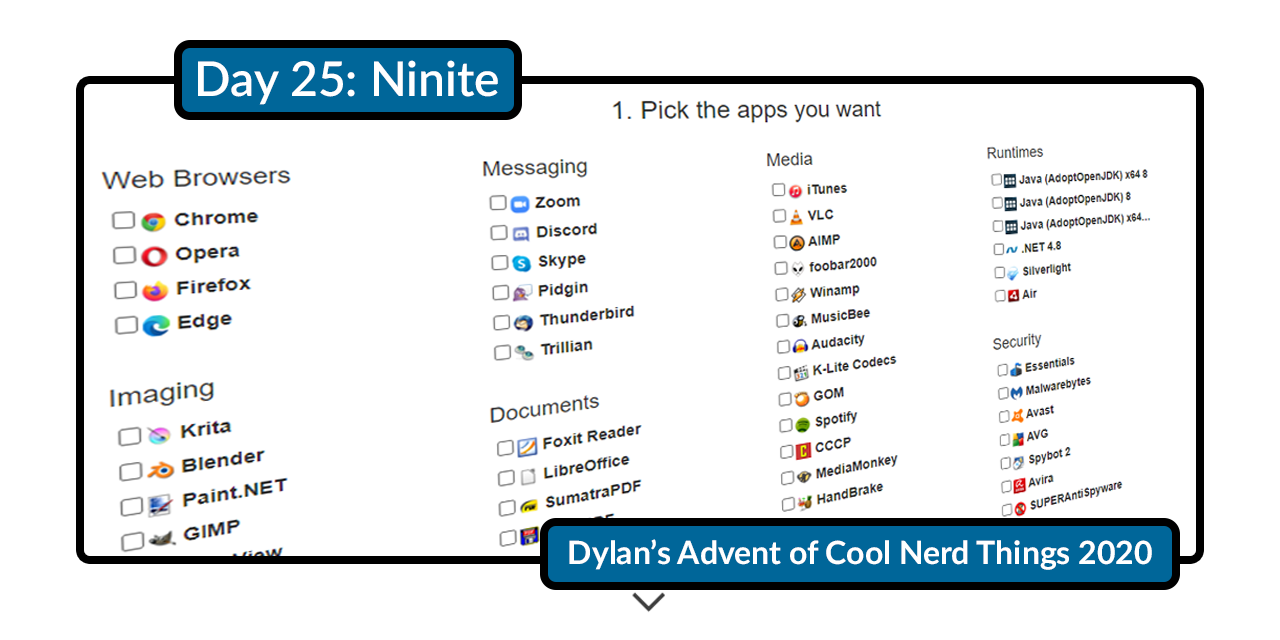 Day 25: Ninite
1. Pick the apps you want
Web Browsers
Chrome
Opera
Firefox
Edge
Imaging
Krita
Blender
Paint.NET
GIMP
View
Messaging
Zoom
Discord
Skype
Pidgin
Thunderbird
Trillian
Documents
Foxit Reader
LibreOffice
SumatraPDF
Media
iTunes
VLC
AIMP
foobar2000
Winamp
MusicBee
Audacity
K-Lite Codecs
GOM
Spotify
CCCP
MediaMonkey
HandBrake
Runtimes
Java (AdoptOpenJDK) x64 8
Java (AdoptOpenJDK) 8
Java (AdoptOpenJDK) x64...
.NET 4.8
Silverlight
Air
Security
Essentials
Malwarebytes
Avast
AVG
Spybot 2
Avira
SUPERAntiSpyware
Dylan’s Advent of Cool Nerd Things 2020